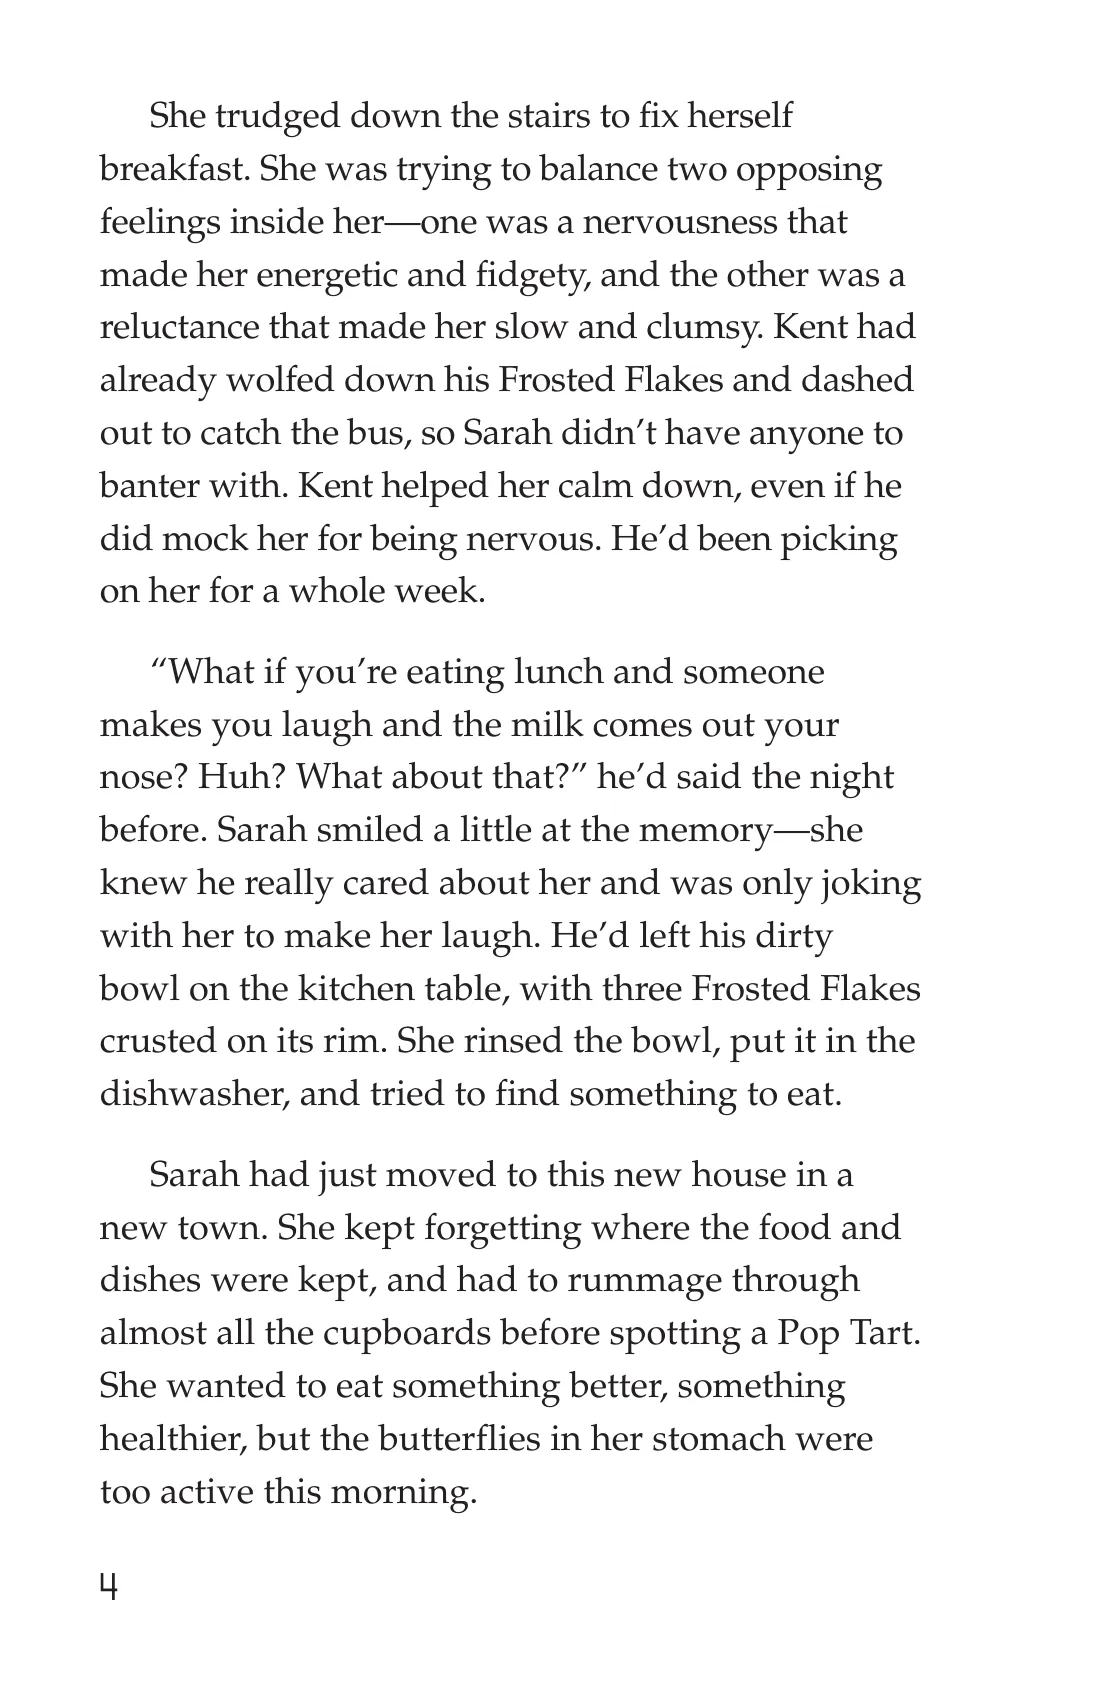 She trudged down the stairs to fix herself
breakfast. She was trying to balance two opposing
feelings inside her—one was a nervousness that
made her energetic and fidgety, and the other was a
reluctance that made her slow and clumsy. Kent had
already wolfed down his Frosted Flakes and dashed
out to catch the bus, so Sarah didn’t have anyone to
banter with. Kent helped her calm down, even if he
did mock her for being nervous. He’d been picking
on her for a whole week.
“What if you’re eating lunch and someone
makes you laugh and the milk comes out your
nose? Huh? What about that?” he’d said the night
before. Sarah smiled a little at the memory—she
knew he really cared about her and was only joking
with her to make her laugh. He’d left his dirty
bowl on the kitchen table, with three Frosted Flakes
crusted on its rim. She rinsed the bowl, put it in the
dishwasher, and tried to find something to eat.
Sarah had just moved to this new house in a
new town. She kept forgetting where the food and
dishes were kept, and had to rummage through
almost all the cupboards before spotting a Pop Tart.
She wanted to eat something better, something
healthier, but the butterflies in her stomach were
too active this morning.
4